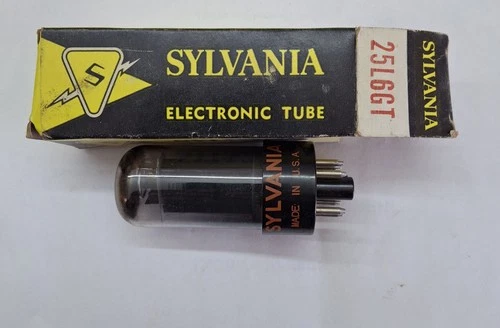 S
SYLVANIA
ELECTRONIC TUBE
25L6GT
SYLVANIA
SYLVANIA
MADE IN U.S.A.